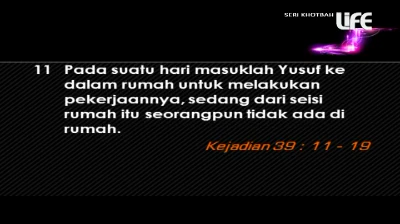 SERI KHOTBAH
LIFE
11 Pada suatu hari masuklah Yusuf ke
dalam rumah untuk melakukan
pekerjaannya, sedang dari seisi
rumah itu seorangpun tidak ada di
rumah.
Kejadian 39 : 11 - 19